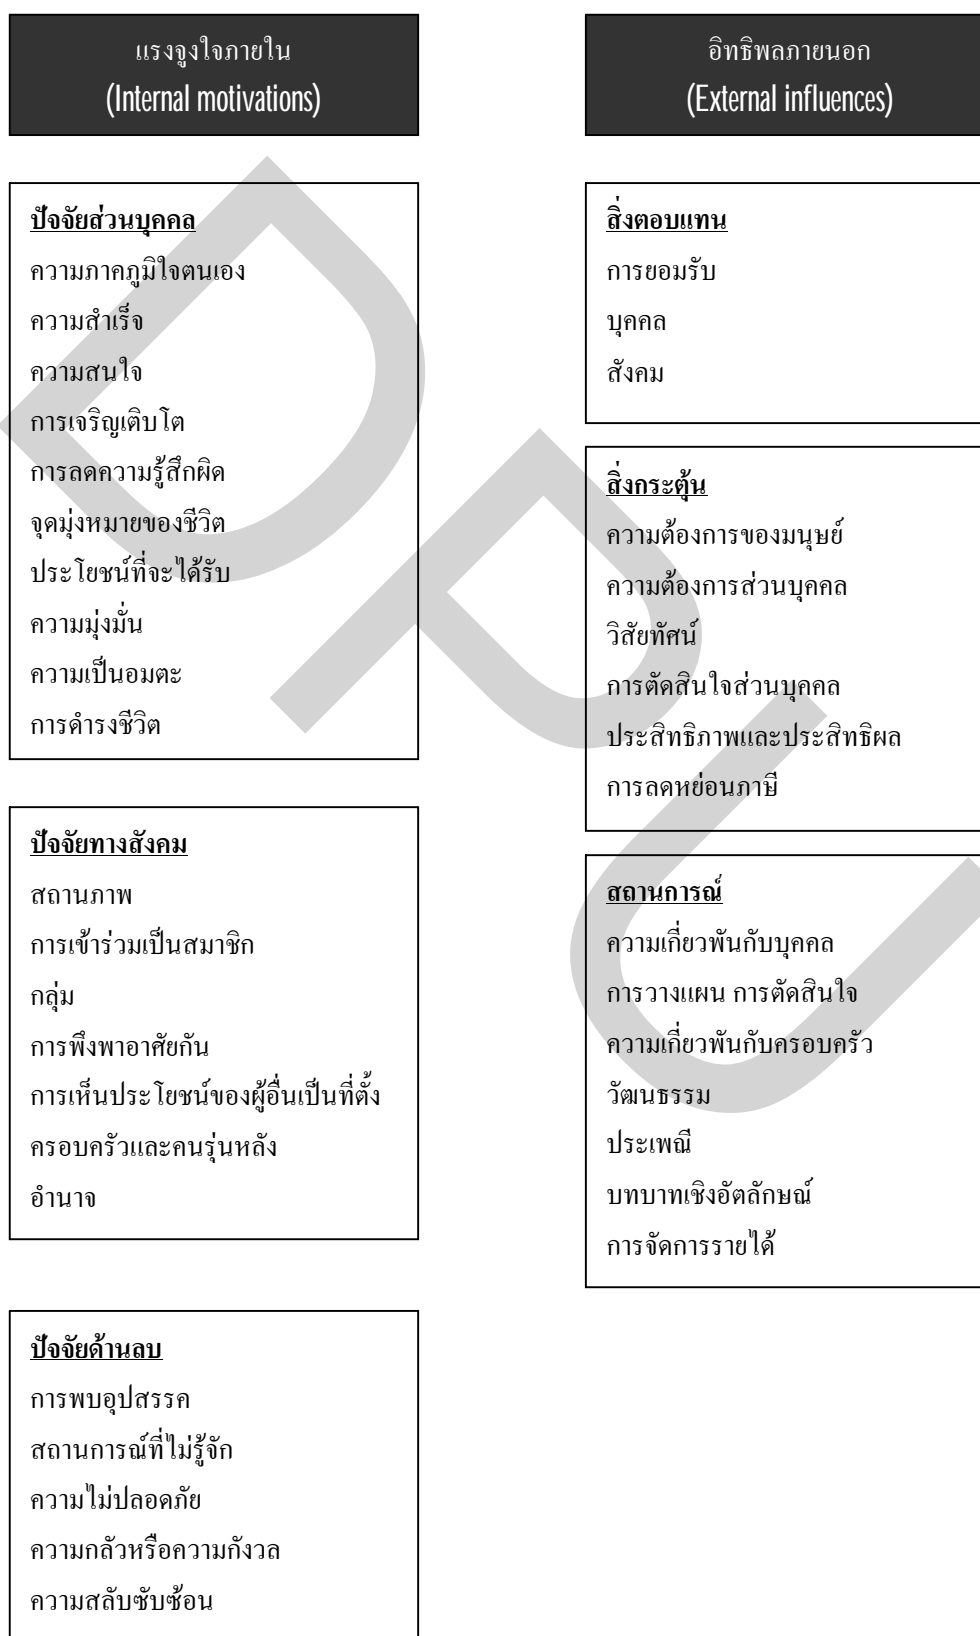 แรงจูงใจภายใน
(Internal motivations)
ปัจจัยส่วนบุคคล
ความภาคภูมิใจตนเอง
ความสำเร็จ
ความสนใจ
การเจริญเติบโต
การลดความรู้สึกผิด
จุดมุ่งหมายของชีวิต
ประโยชน์ที่จะได้รับ
ความมุ่งมั่น
ความเป็นอมตะ
การดำรงชีวิต
ปัจจัยทางสังคม
สถานภาพ
การเข้าร่วมเป็นสมาชิก
กลุ่ม
การพึงพาอาศัยกัน
การเห็นประโยชน์ของผู้อื่นเป็นที่ตั้ง
ครอบครัวและคนรุ่นหลัง
อำนาจ
ปัจจัยด้านลบ
การพบอุปสรรค
สถานการณ์ที่ไม่รู้จัก
ความไม่ปลอดภัย
ความกลัวหรือความกังวล
ความสลับซับซ้อน
อิทธิพลภายนอก
(External influences)
สิ่งตอบแทน
การยอมรับ
บุคคล
สังคม
สิ่งกระตุ้น
ความต้องการของมนุษย์
ความต้องการส่วนบุคคล
วิสัยทัศน์
การตัดสินใจส่วนบุคคล
ประสิทธิภาพและประสิทธิผล
การลดหย่อนภาษี
สถานการณ์
ความเกี่ยวพันกับบุคคล
การวางแผน การตัดสินใจ
ความเกี่ยวพันกับครอบครัว
วัฒนธรรม
ประเพณี
บทบาทเชิงอัตลักษณ์
การจัดการรายได้
DPU